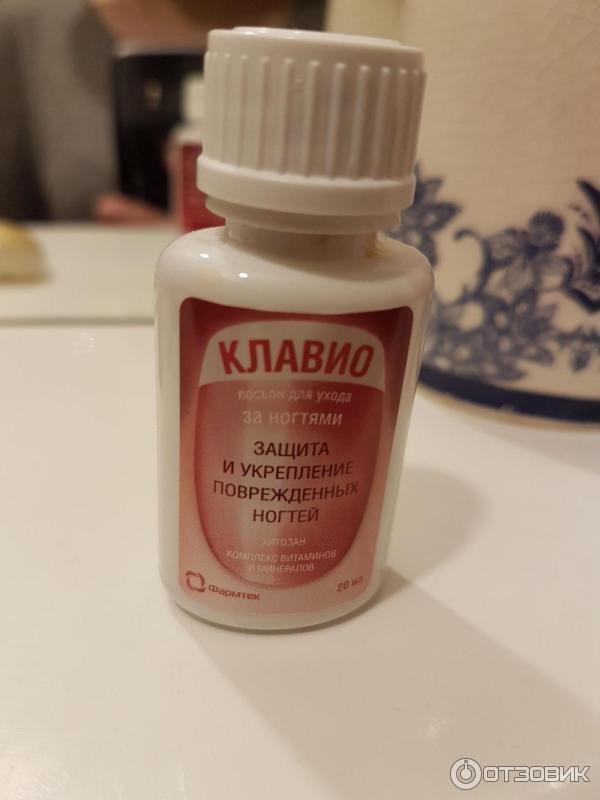 КЛАВИО
лосьон для ухода
за ногтями
ЗАЩИТА
И УКРЕПЛЕНИЕ
ПОВРЕЖДЕННЫХ
НОГТЕЙ
ХИТОЗАН
КОМПЛЕКС ВИТАМИНОВ
И МИНЕРАЛОВ
Фармтек
20 мл
ОТЗОВИК